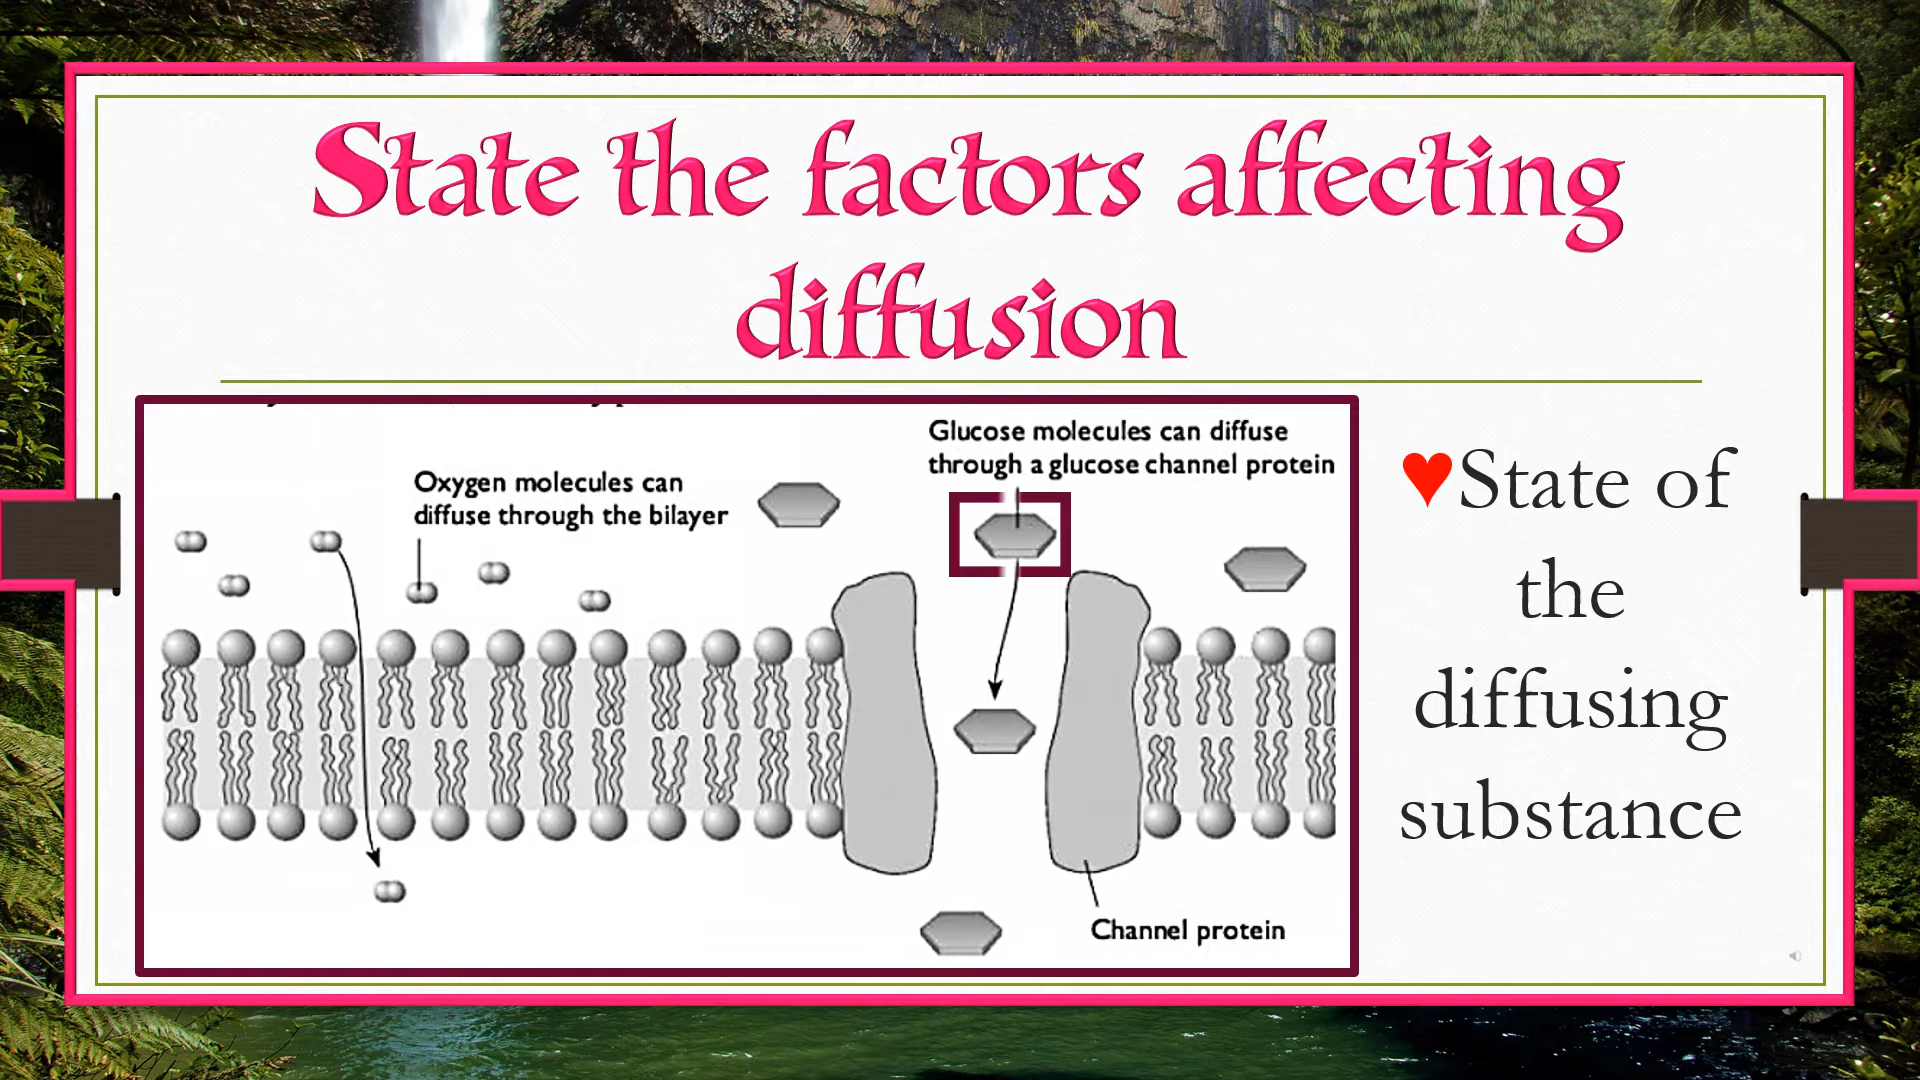 State the factors affecting
diffusion
Glucose molecules can diffuse
through a glucose channel protein
Oxygen molecules can
diffuse through the bilayer
Channel protein
♥State of
the
diffusing
substance